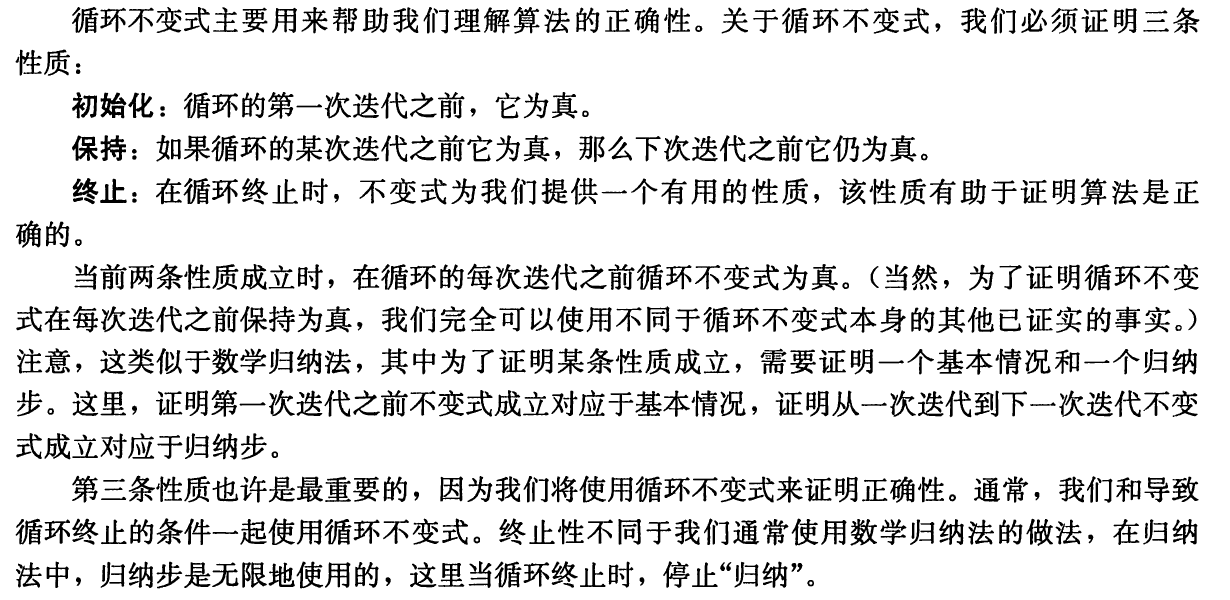 循环不变式主要用来帮助我们理解算法的正确性。关于循环不变式，我们必须证明三条
性质：
初始化：循环的第一次迭代之前，它为真。
保持：如果循环的某次迭代之前它为真，那么下次迭代之前它仍为真。
终止：在循环终止时，不变式为我们提供一个有用的性质，该性质有助于证明算法是正
确的。
当前两条性质成立时，在循环的每次迭代之前循环不变式为真。（当然，为了证明循环不变
式在每次迭代之前保持为真，我们完全可以使用不同于循环不变式本身的其他已证实的事实。）
注意，这类似于数学归纳法，其中为了证明某条性质成立，需要证明一个基本情况和一个归纳
步。这里，证明第一次迭代之前不变式成立对应于基本情况，证明从一次迭代到下一次迭代不变
式成立对应于归纳步。
第三条性质也许是最重要的，因为我们将使用循环不变式来证明正确性。通常，我们和导致
循环终止的条件一起使用循环不变式。终止性不同于我们通常使用数学归纳法的做法，在归纳
法中，归纳步是无限地使用的，这里当循环终止时，停止“归纳”。